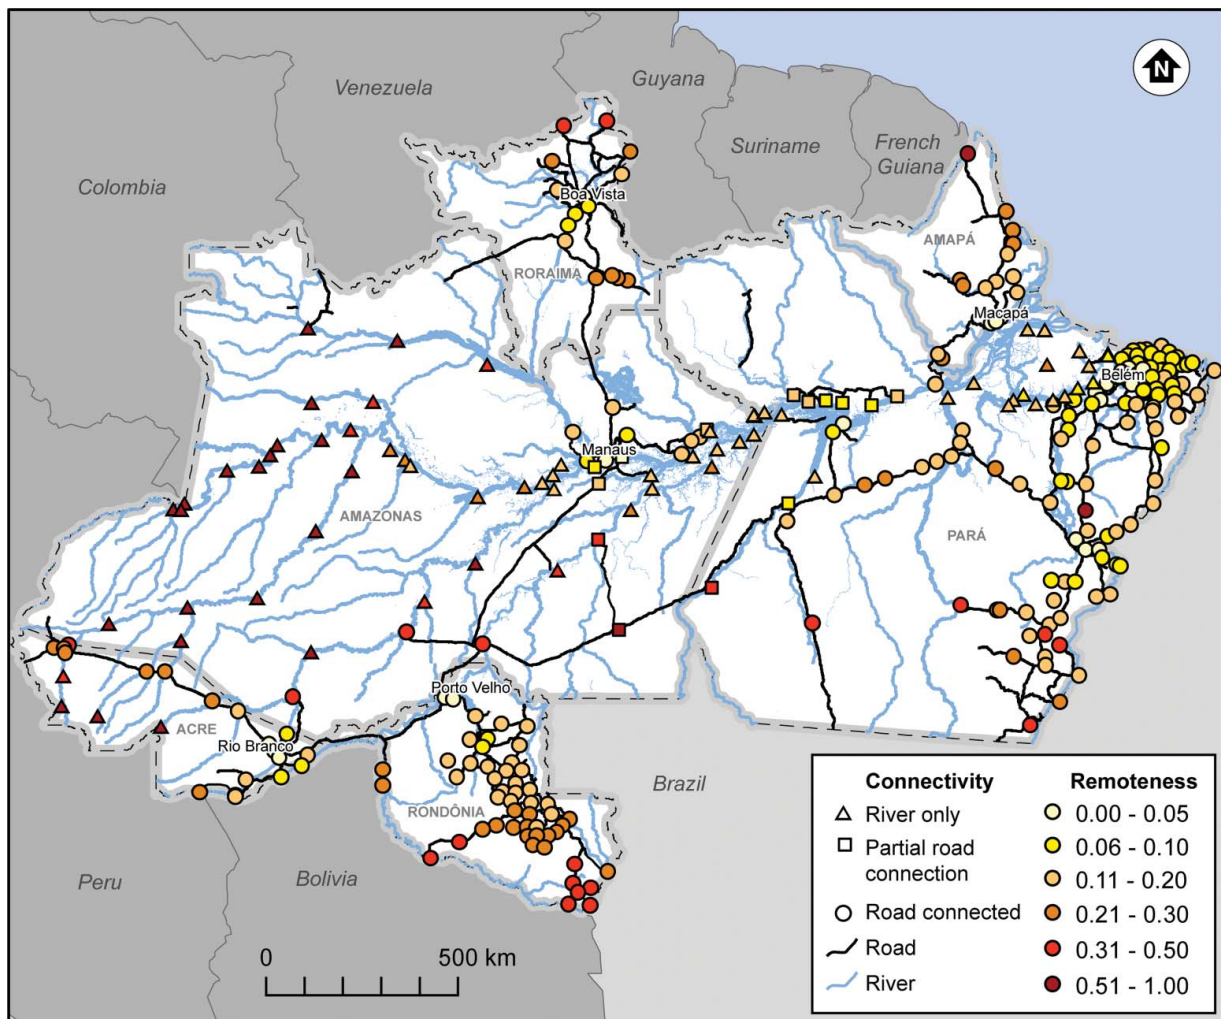 N
Venezuela
Guyana
Suriname
French
Guiana
Colombia
Boa Vista
AMAPÁ
RORAIMA
Macapá
Belém
Manaus
AMAZONAS
PARÁ
Porto Velho
ACRE
Rio Branco
RONDÔNIA
Brazil
Peru
Bolivia
0 500 km
Connectivity Remoteness
River only 0.00 - 0.05
Partial road 0.06 - 0.10
connection 0.11 - 0.20
Road connected 0.21 - 0.30
Road 0.31 - 0.50
River 0.51 - 1.00